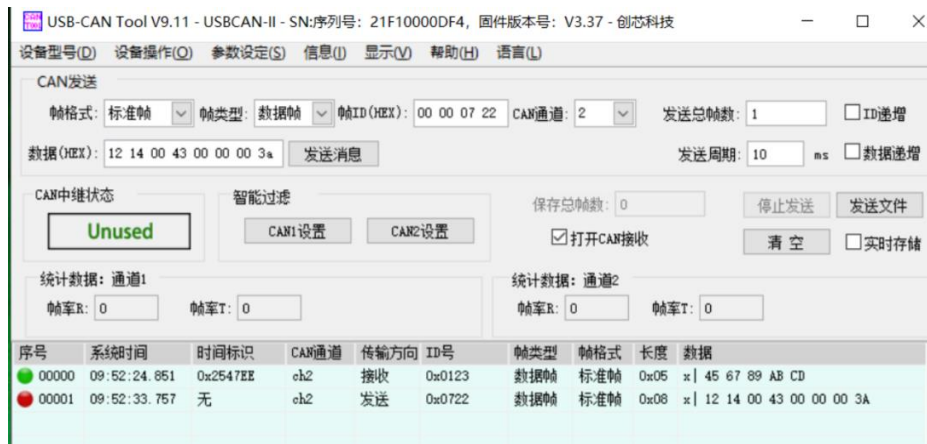 USB-CAN Tool V9.11 - USBCAN-II - SN:序列号: 21F10000DF4, 固件版本号: V3.37 - 创芯科技
设备型号(D) 设备操作(O) 参数设定(S) 信息(I) 显示(V) 帮助(H) 语言(L)
CAN发送
帧格式: 标准帧 帧类型: 数据帧 帧ID(HEX): 00 00 07 22 CAN通道: 2 发送总帧数: 1 ID递增
数据(HEX): 12 14 00 43 00 00 00 3a 发送消息 发送周期: 10 ms 数据递增
CAN中继状态 智能过滤
保存总帧数: 0 停止发送 发送文件
Unused CAN1设置 CAN2设置
打开CAN接收 清空 实时存储
统计数据: 通道1 统计数据: 通道2
帧率R: 0 帧率T: 0 帧率R: 0 帧率T: 0
序号 系统时间 时间标识 CAN通道 传输方向 ID号 帧类型 帧格式 长度 数据
00000 09:52:24.851 0x2547EE ch2 接收 0x0123 数据帧 标准帧 0x05 x| 45 67 89 AB CD
00001 09:52:33.757 无 ch2 发送 0x0722 数据帧 标准帧 0x08 x| 12 14 00 43 00 00 00 3A